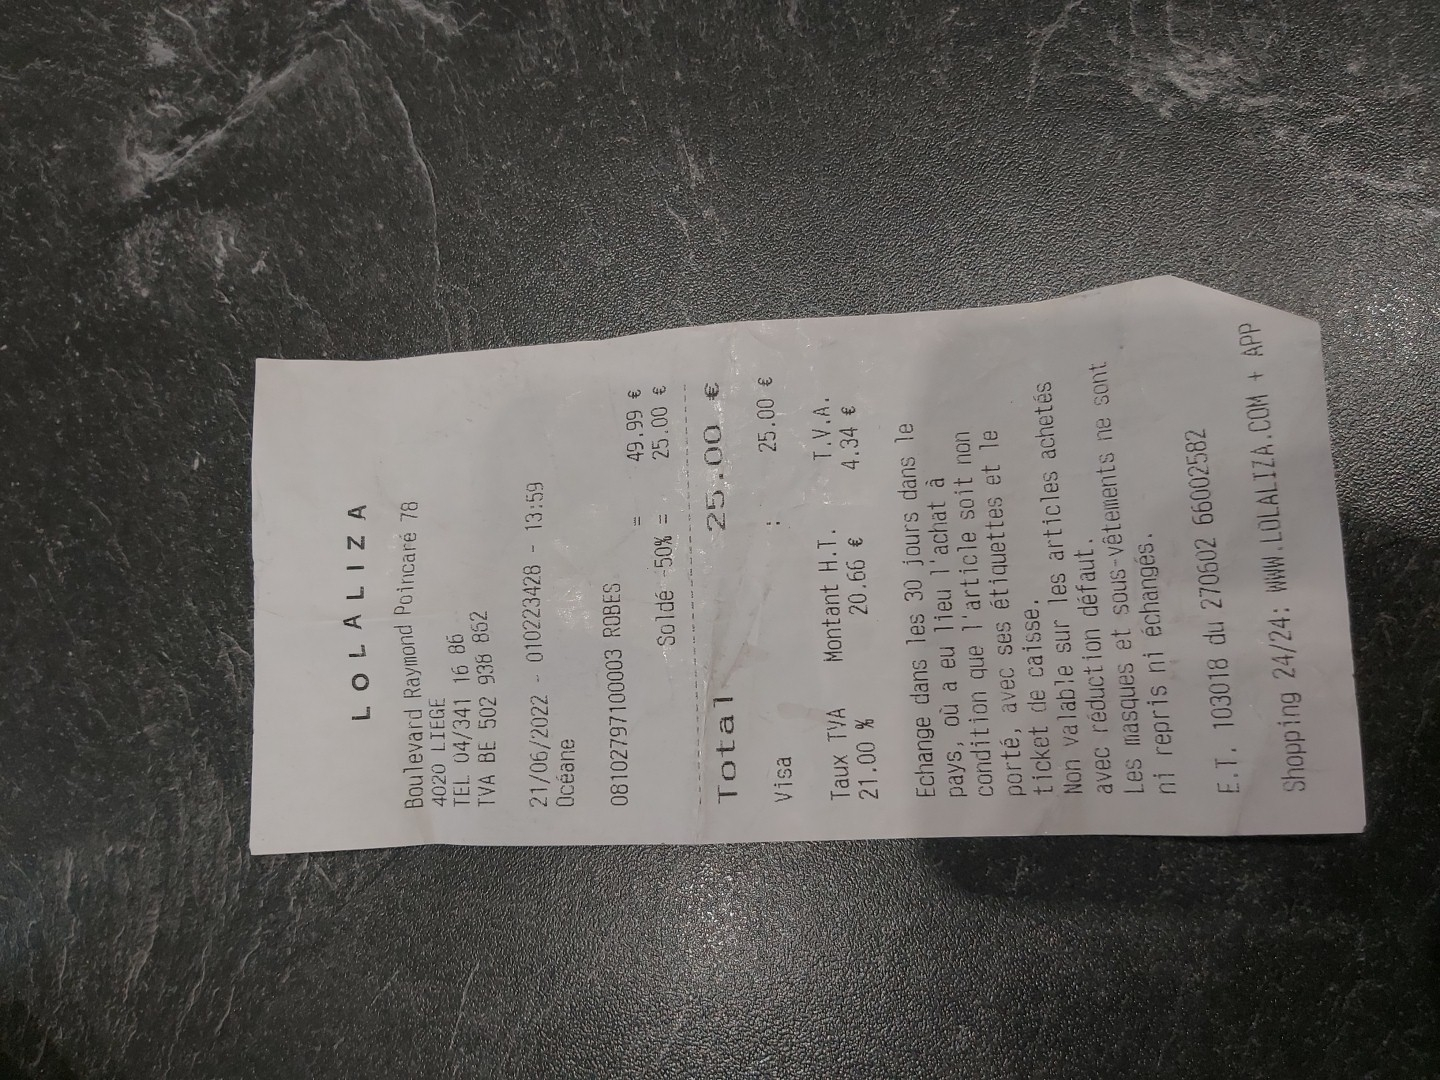 LOLALIZA
Boulevard Raymond Poincaré 78
4020 LIEGE
TEL 04/341 16 86
TVA BE 502 938 852
21/06/2022 - 010223428 - 13:59
Océane
08102797100003 ROBES
= 49.99 €
Soldé -50% = 25.00 €
Total 25.00 €
Visa : 25.00 €
Taux TVA Montant H.T. T.V.A.
21.00 % 20.66 € 4.34 €
Echange dans les 30 jours dans le
pays, où a eu lieu l'achat à
condition que l'article soit non
porté, avec ses étiquettes et le
ticket de caisse.
Non valable sur les articles achetés
avec réduction défaut.
Les masques et sous-vêtements ne sont
ni repris ni échangés.
E.T. 103018 du 270502 66002582
Shopping 24/24: WWW.LOLALIZA.COM + APP